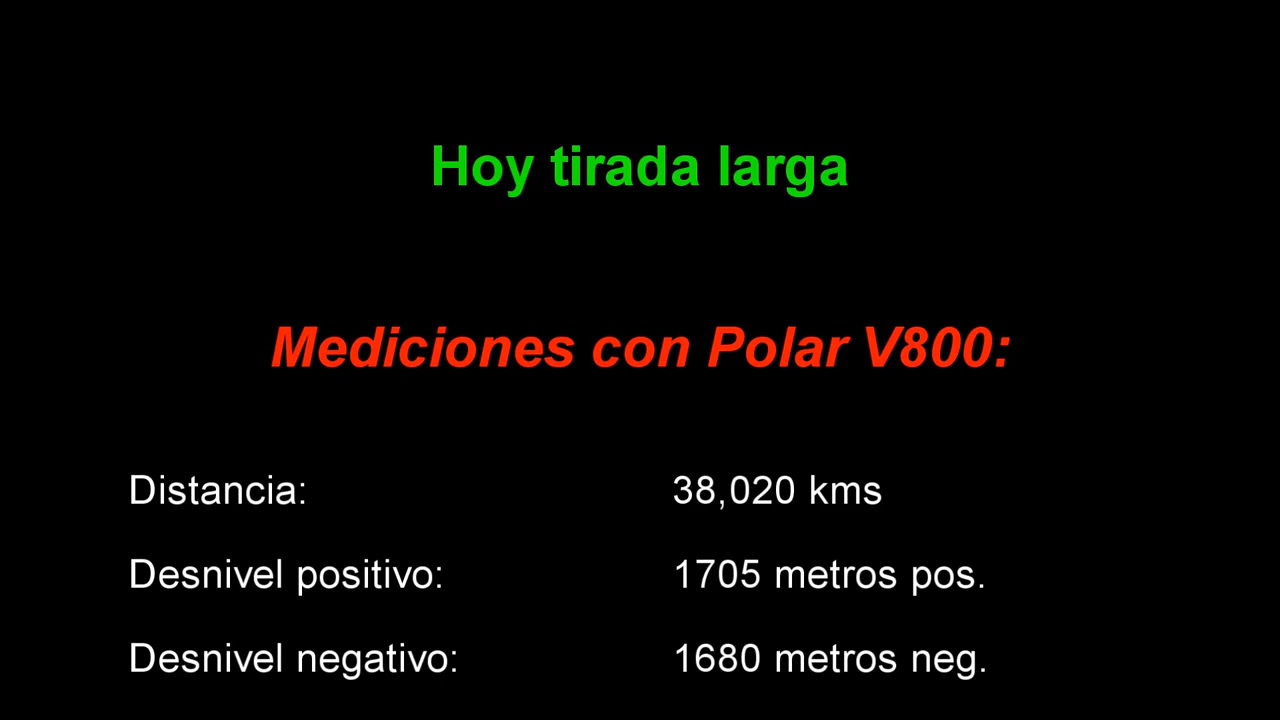 Hoy tirada larga
Mediciones con Polar V800:
Distancia: 38,020 kms
Desnivel positivo: 1705 metros pos.
Desnivel negativo: 1680 metros neg.